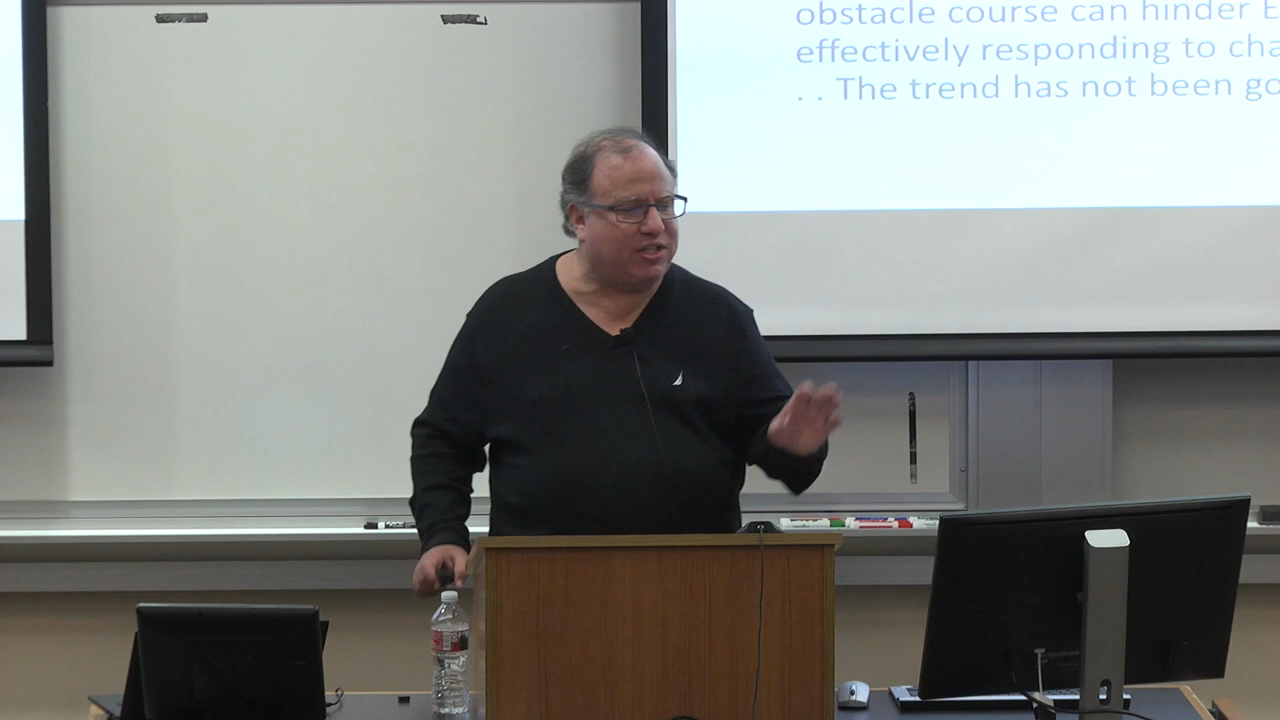 obstacle course can hinder E
effectively responding to cha
. . The trend has not been go